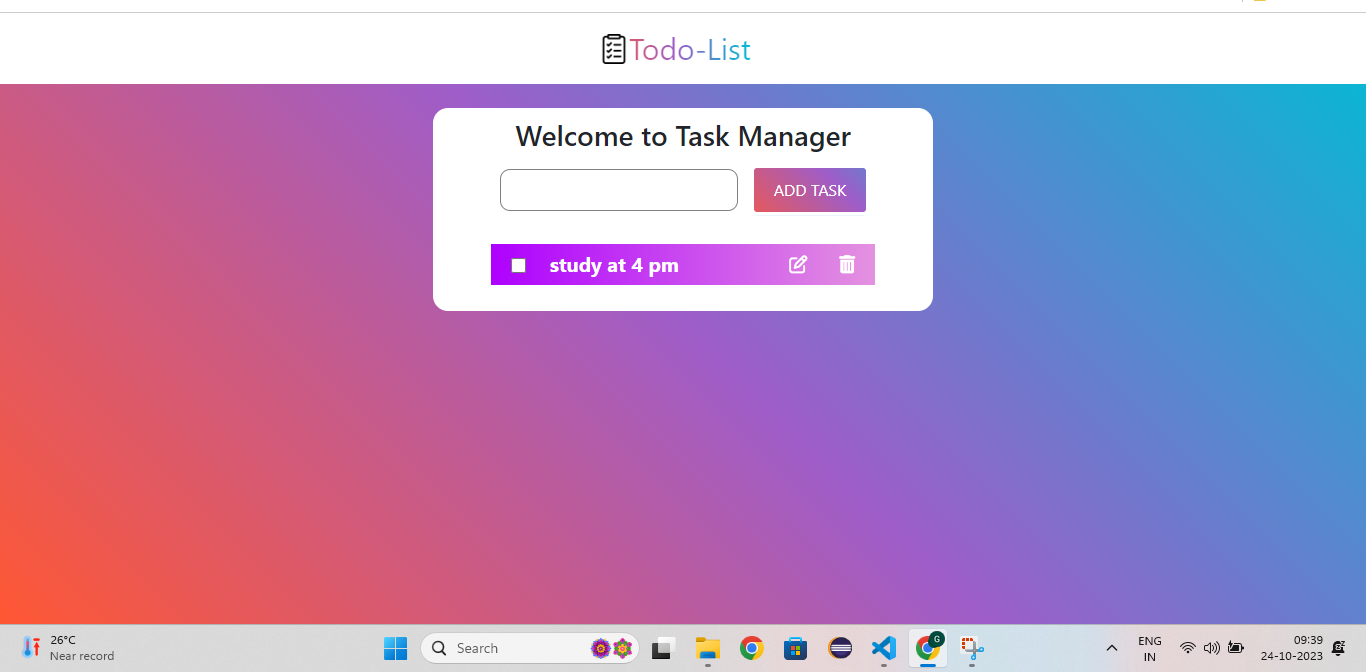 Todo-List
Welcome to Task Manager
ADD TASK
study at 4 pm
26°C
Near record
Search
G
ENG
IN
09:39
24-10-2023